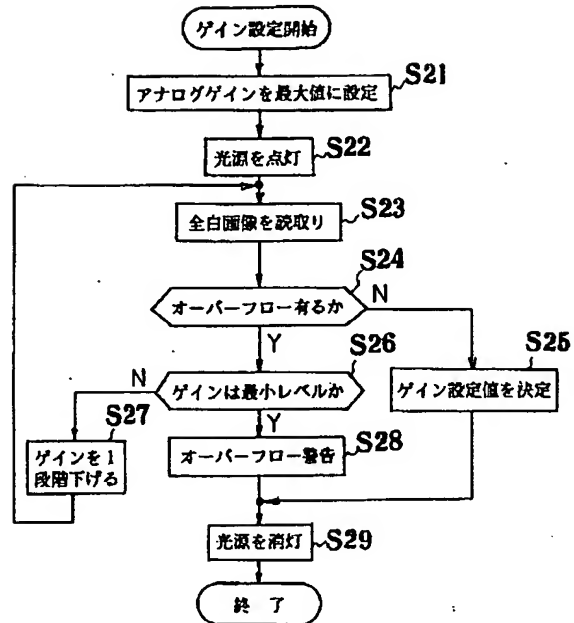 ゲイン設定開始
S21
アナログゲインを最大値に設定
S22
光源を点灯
S23
全白画像を読取り
S24
オーバーフロー有るか
N
Y
S25
ゲイン設定値を決定
S26
ゲインは最小レベルか
N
Y
S27
ゲインを1
段階下げる
S28
オーバーフロー警告
S29
光源を消灯
終了